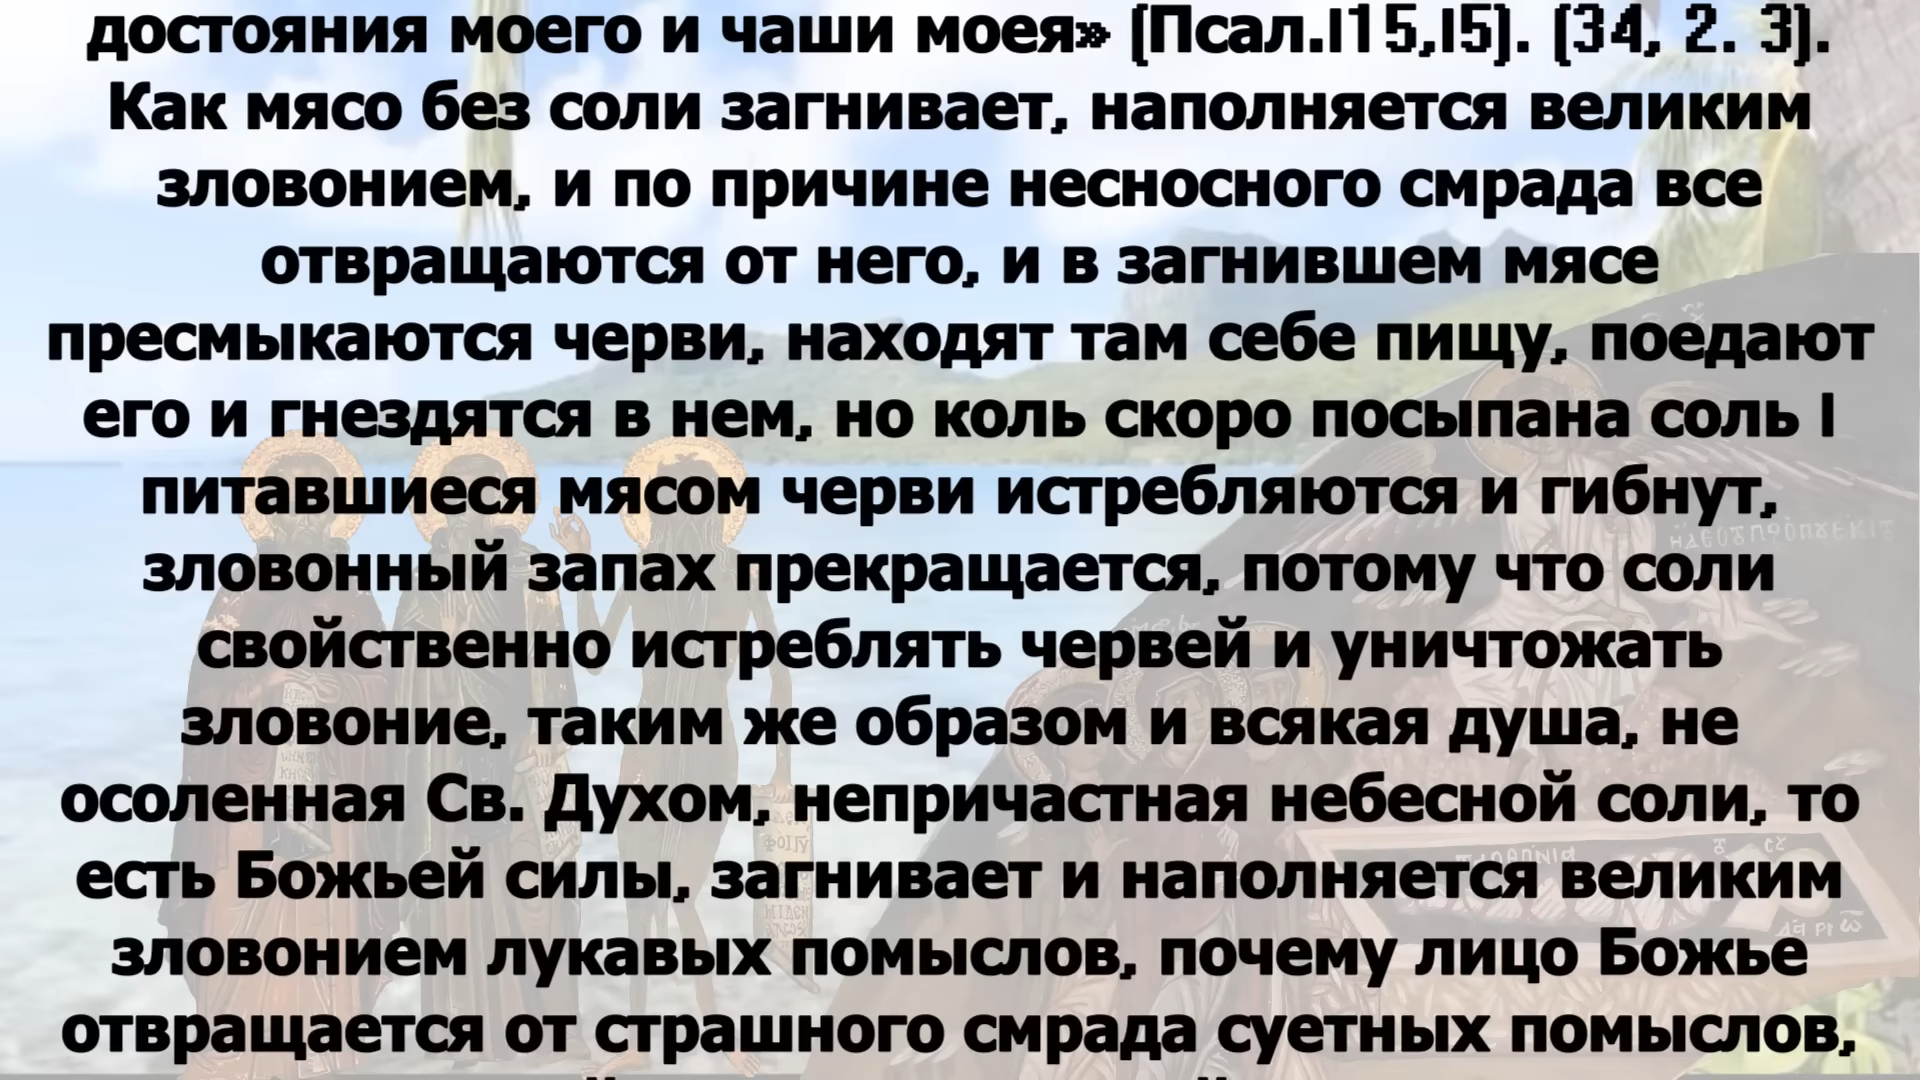 достояния моего и чаши моея» (Псал.l15,l5). (34, 2. 3).
Как мясо без соли загнивает, наполняется великим
зловонием, и по причине несносного смрада все
отвращаются от него, и в загнившем мясе
пресмыкаются черви, находят там себе пищу, поедают
его и гнездятся в нем, но коль скоро посыпана соль l
питавшиеся мясом черви истребляются и гибнут,
зловонный запах прекращается, потому что соли
свойственно истреблять червей и уничтожать
зловоние, таким же образом и всякая душа, не
осоленная Св. Духом, непричастная небесной соли, то
есть Божьей силы, загнивает и наполняется великим
зловонием лукавых помыслов, почему лицо Божье
отвращается от страшного смрада суетных помыслов,